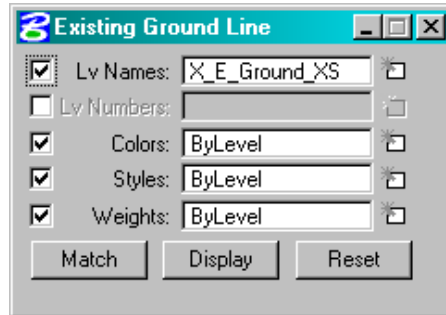 Existing Ground Line
Lv Names: X_E_Ground_XS
Lv Numbers:
Colors: ByLevel
Styles: ByLevel
Weights: ByLevel
Match Display Reset